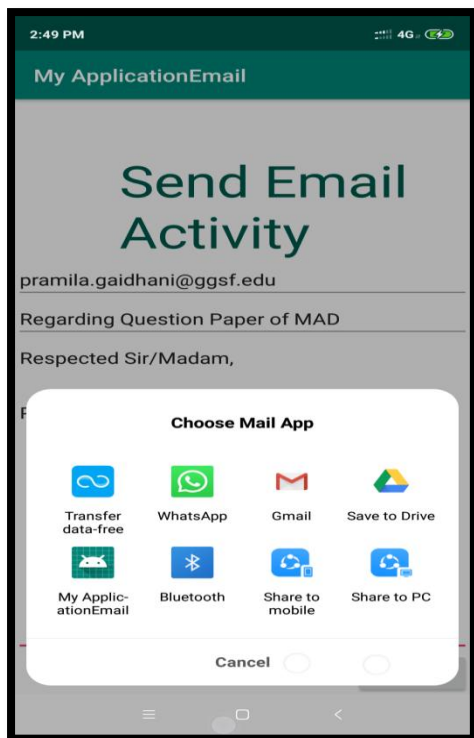 2:49 PM 4G
My ApplicationEmail
Send Email
Activity
pramila.gaidhani@ggsf.edu
Regarding Question Paper of MAD
Respected Sir/Madam,
Choose Mail App
Transfer data-free
WhatsApp
Gmail
Save to Drive
My Applic-ationEmail
Bluetooth
Share to mobile
Share to PC
Cancel